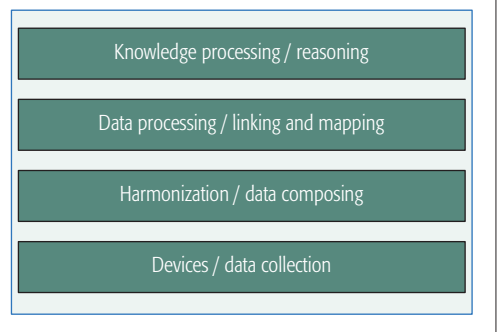 Knowledge processing / reasoning
Data processing / linking and mapping
Harmonization / data composing
Devices / data collection